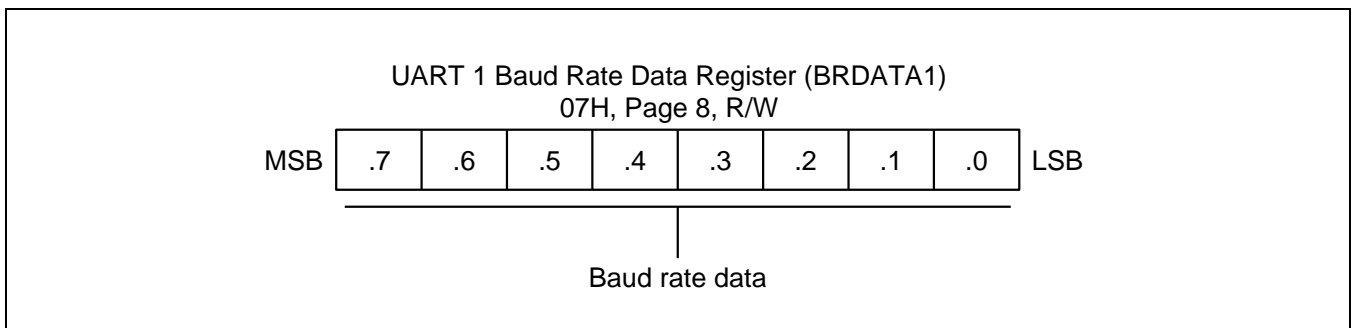 UART 1 Baud Rate Data Register (BRDATA1)
07H, Page 8, R/W
MSB .7 .6 .5 .4 .3 .2 .1 .0 LSB
Baud rate data